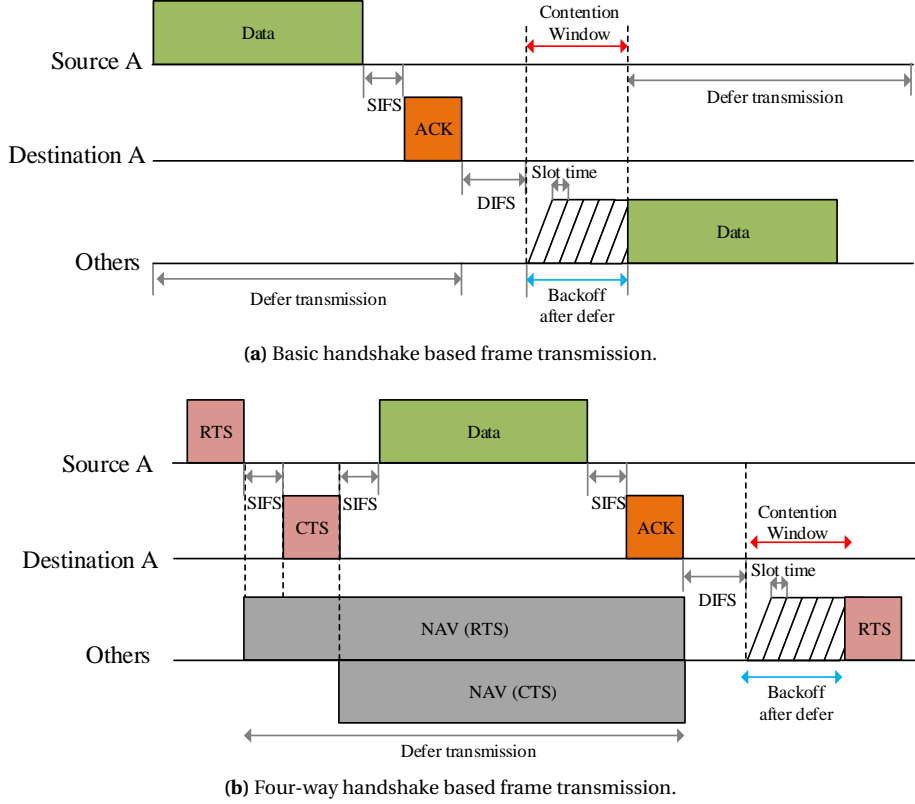 Contention
Window
Data
Source A
SIFS
Defer transmission
ACK
Destination A
Slot time
DIFS
Data
Others
Defer transmission
Backoff
after defer
(a) Basic handshake based frame transmission.
RTS
Data
Source A
SIFS
SIFS
SIFS
Contention
Window
CTS
ACK
Destination A
Slot time
DIFS
NAV (RTS)
RTS
Others
NAV (CTS)
Backoff
after defer
Defer transmission
(b) Four-way handshake based frame transmission.